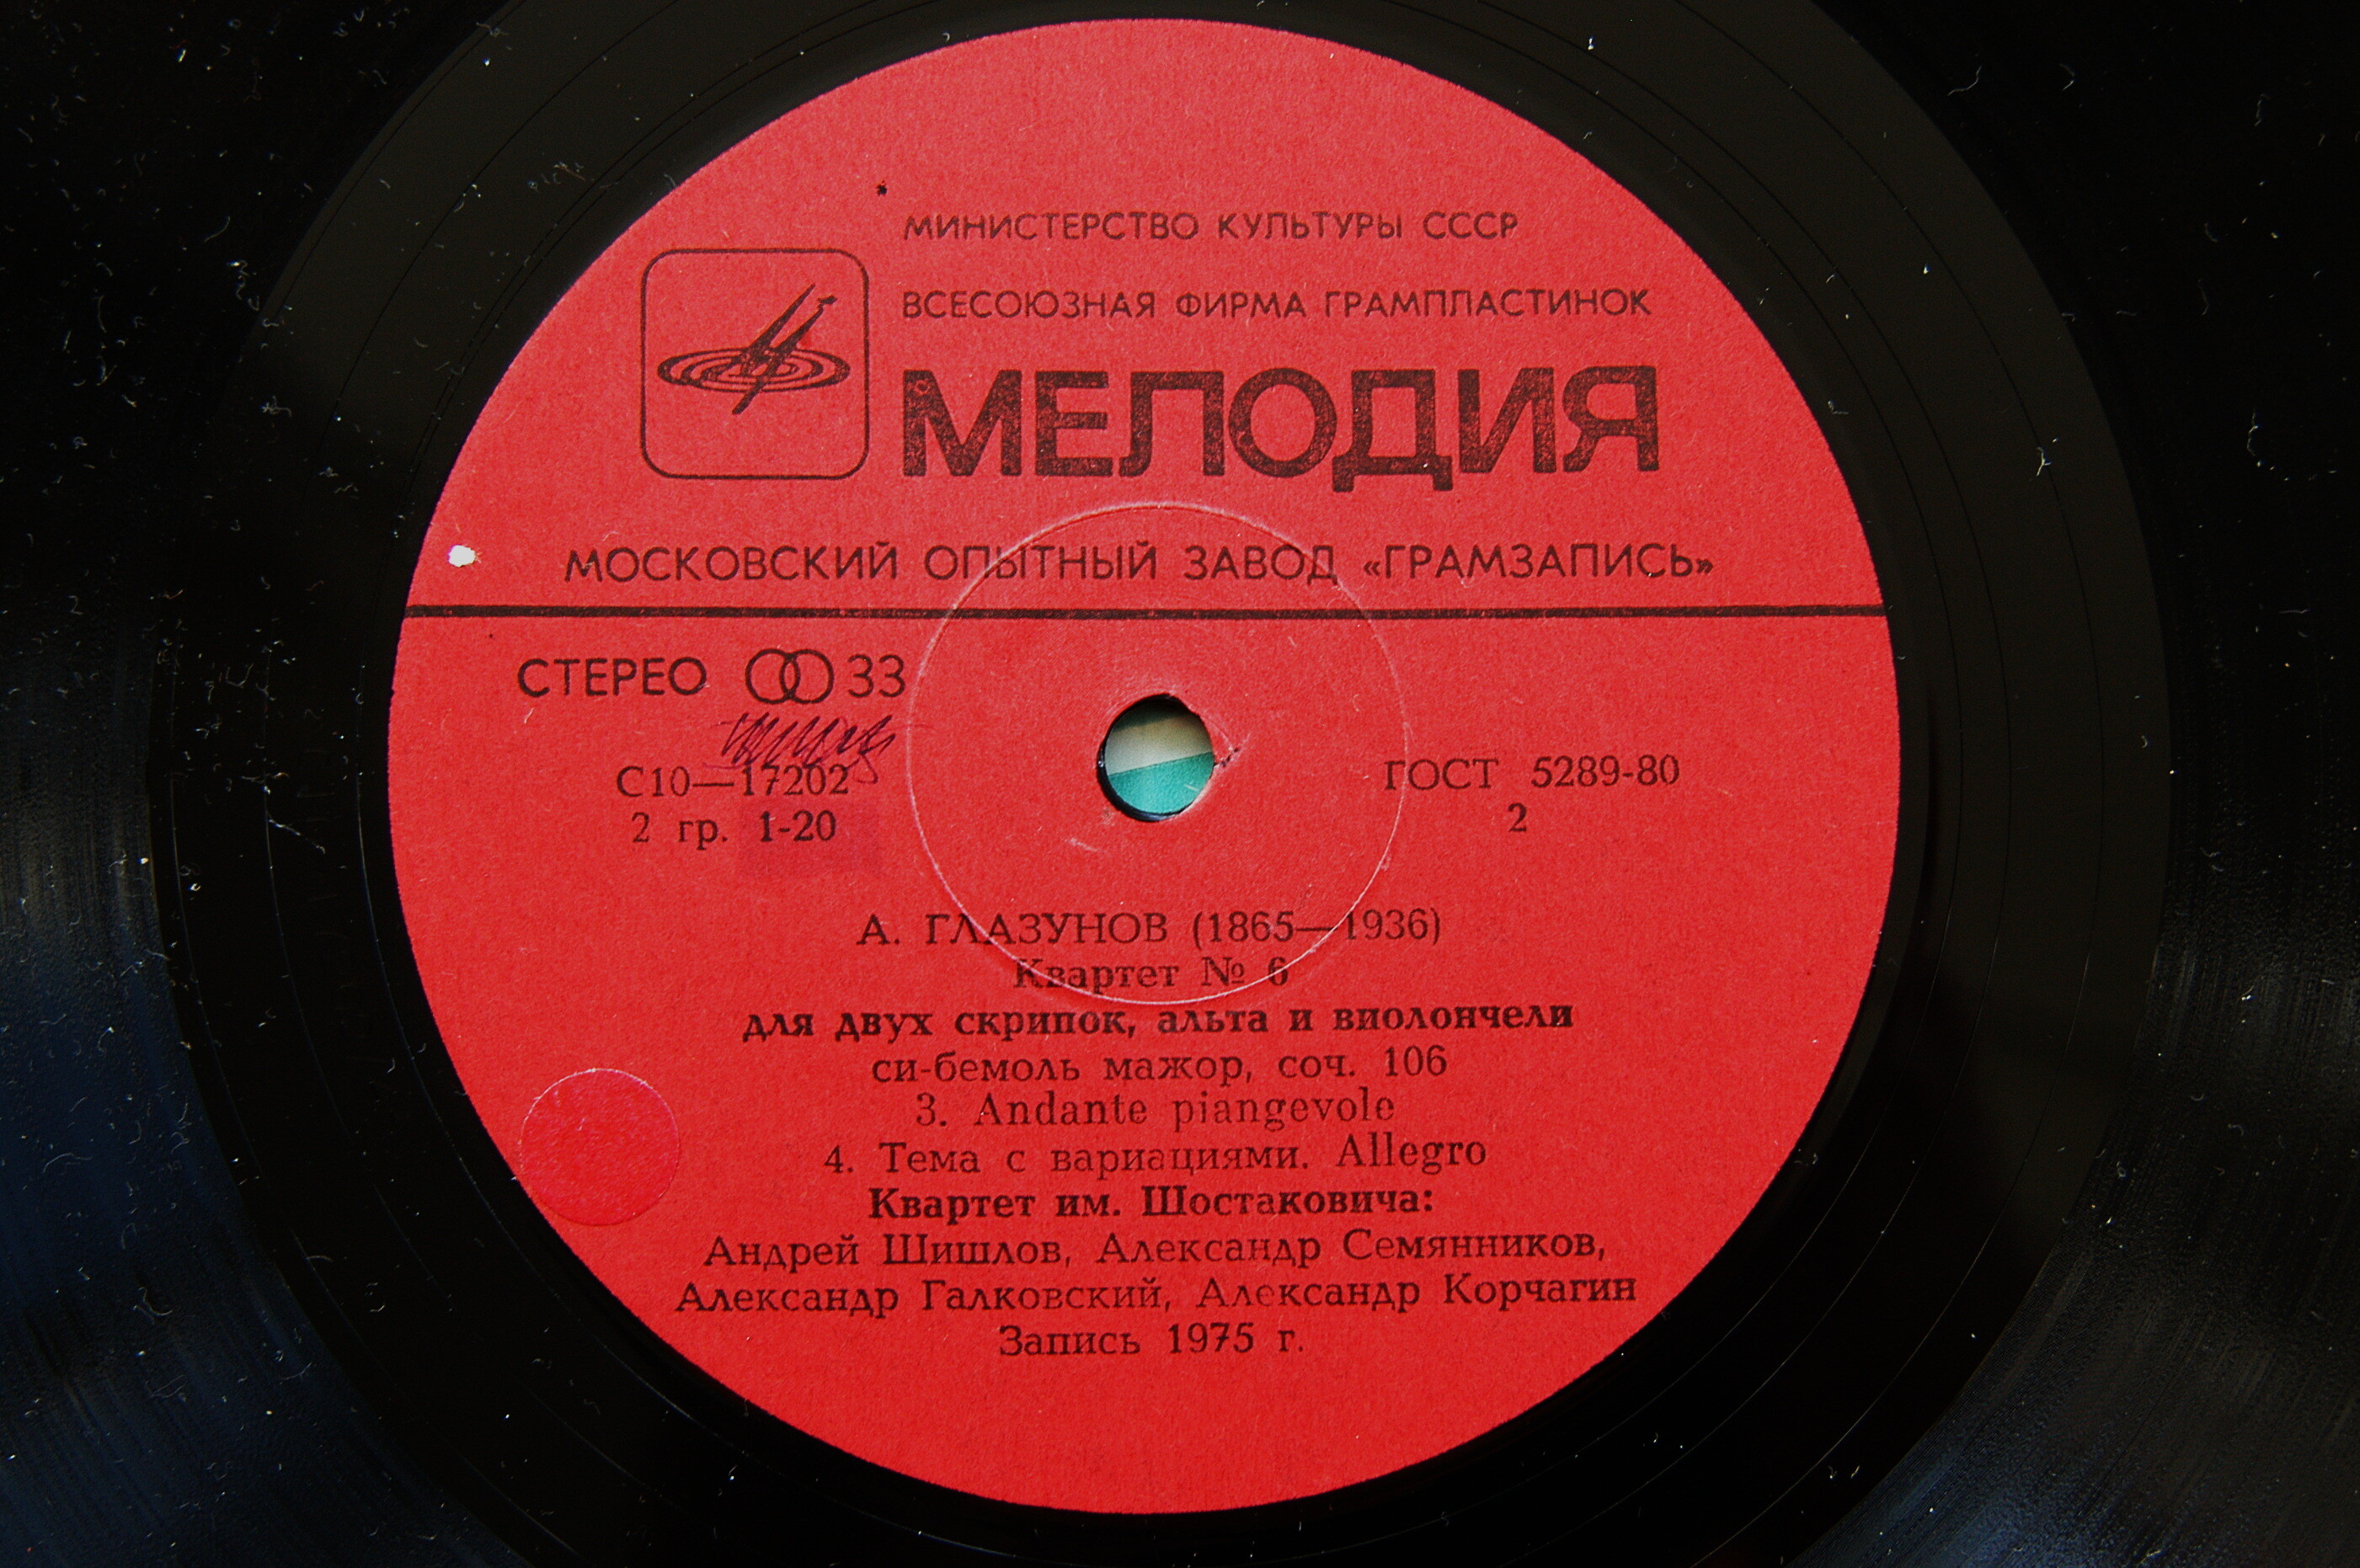 МИНИСТЕРСТВО КУЛЬТУРЫ СССР
ВСЕСОЮЗНАЯ ФИРМА ГРАМПЛАСТИНОК
МЕЛОДИЯ
МОСКОВСКИЙ ОПЫТНЫЙ ЗАВОД «ГРАМЗАПИСЬ»
СТЕРЕО 33
С10—17202
2 гр. 1-20
ГОСТ 5289-80
2
А. ГЛАЗУНОВ (1865—1936)
Квартет № 6
для двух скрипок, альта и виолончели
си-бемоль мажор, соч. 106
3. Andante piangevole
4. Тема с вариациями. Allegro
Квартет им. Шостаковича:
Андрей Шишлов, Александр Семянников,
Александр Галковский, Александр Корчагин
Запись 1975 г.